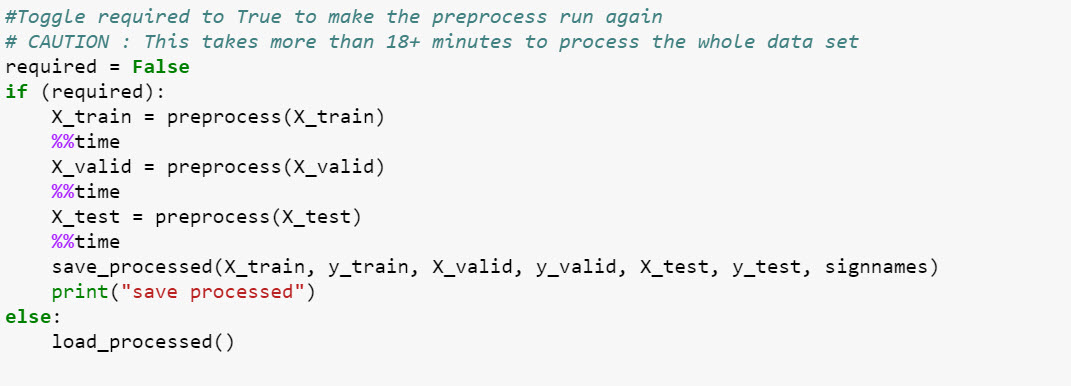 #Toggle required to True to make the preprocess run again
# CAUTION : This takes more than 18+ minutes to process the whole data set
required = False
if (required):
    X_train = preprocess(X_train)
    %%time
    X_valid = preprocess(X_valid)
    %%time
    X_test = preprocess(X_test)
    %%time
    save_processed(X_train, y_train, X_valid, y_valid, X_test, y_test, signnames)
    print("save processed")
else:
    load_processed()